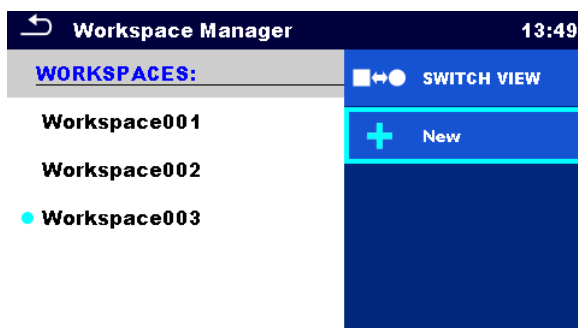 Workspace Manager 13:49
WORKSPACES:
SWITCH VIEW
Workspace001
New
Workspace002
Workspace003